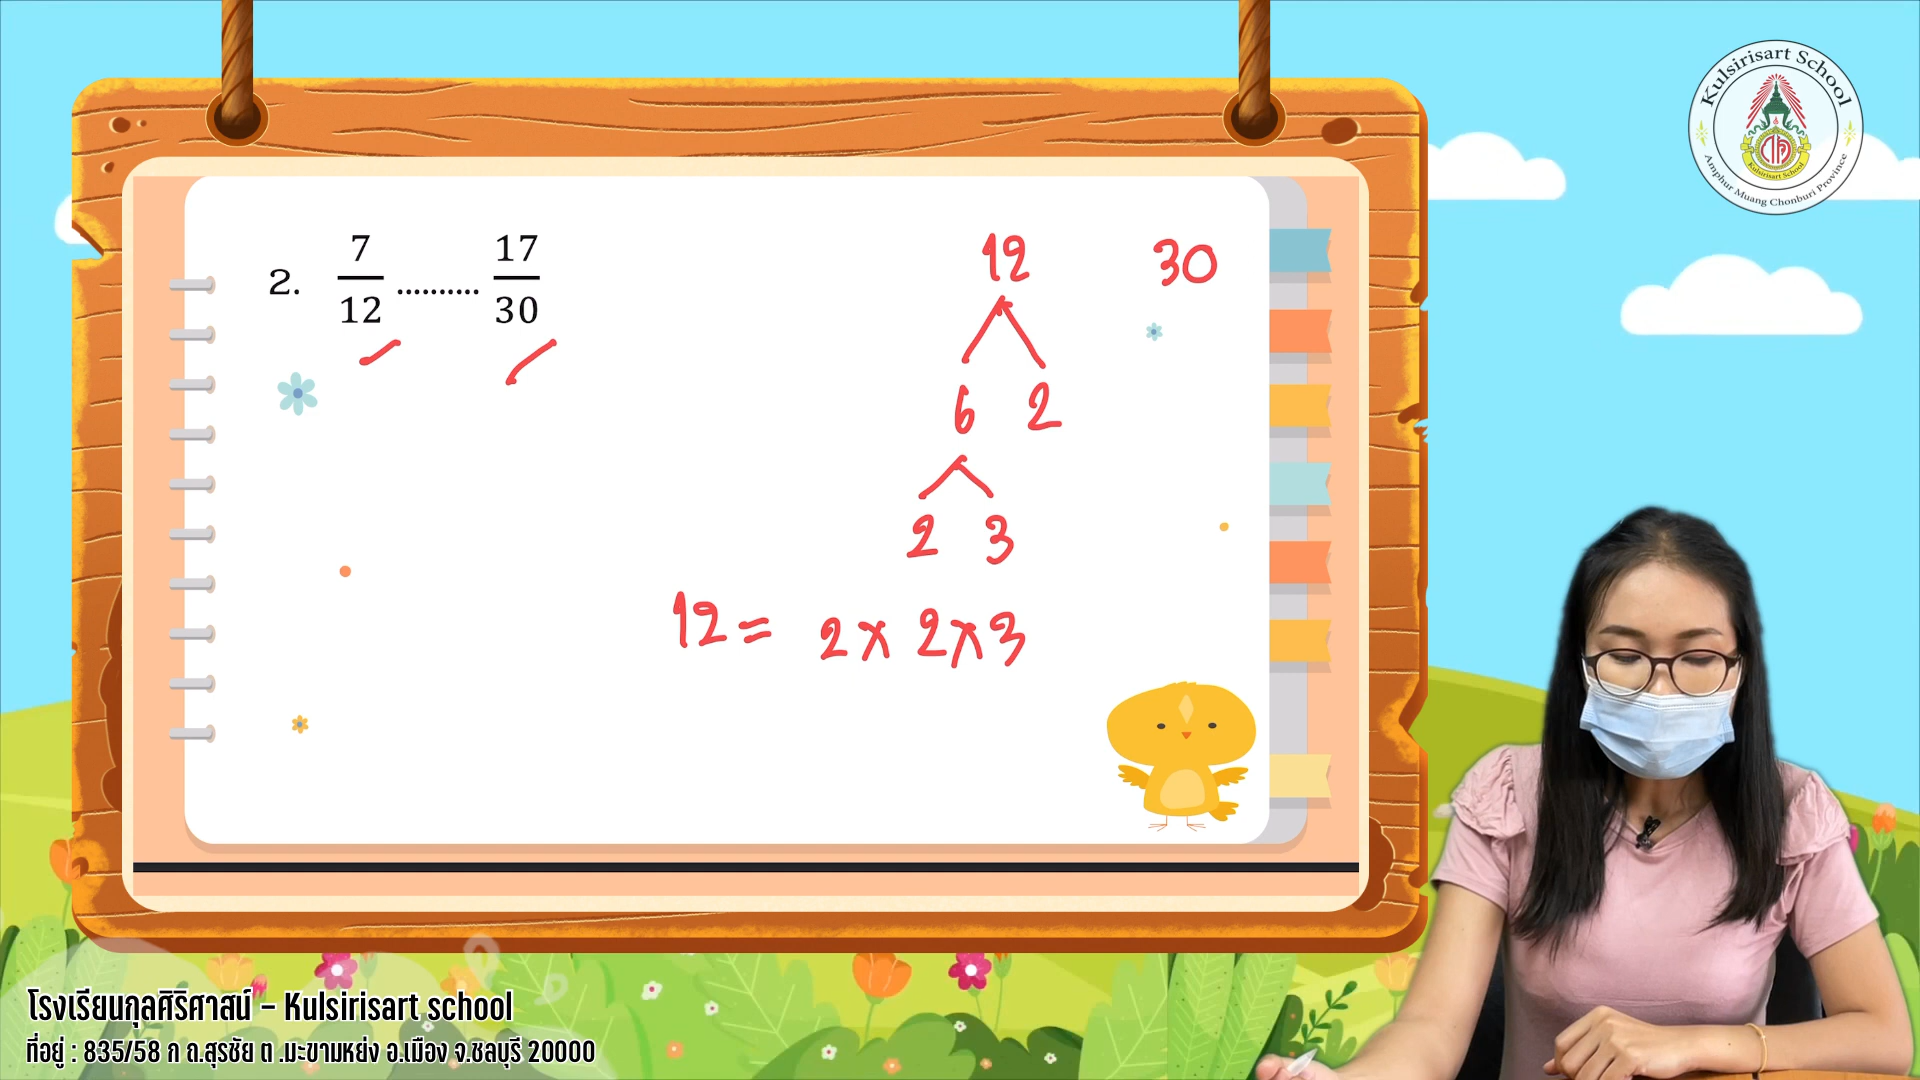 Kulsirisart School
Kulsirisart School
Amphur Muang Chonburi Province
2. 7/12 .......... 17/30
12 30
6 2
2 3
12 = 2 x 2 x 3
โรงเรียนกุลศิริศาสน์ – Kulsirisart school
ที่อยู่ : 835/58 ก ถ.สุรชัย ต .มะขามหย่ง อ.เมือง จ.ชลบุรี 20000